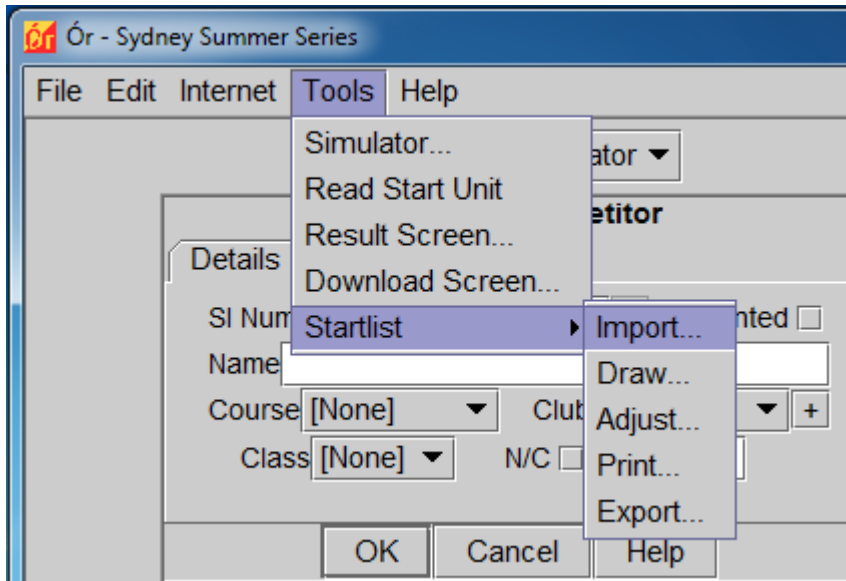 Ór Ór - Sydney Summer Series
File Edit Internet Tools Help
Simulator...
ator
Read Start Unit
etitor
Result Screen...
Details
Download Screen...
SI Num
Startlist
Import...
nted
Name
Draw...
Course [None]
Club
+
Adjust...
Class [None]
N/C
Print...
Export...
OK Cancel Help